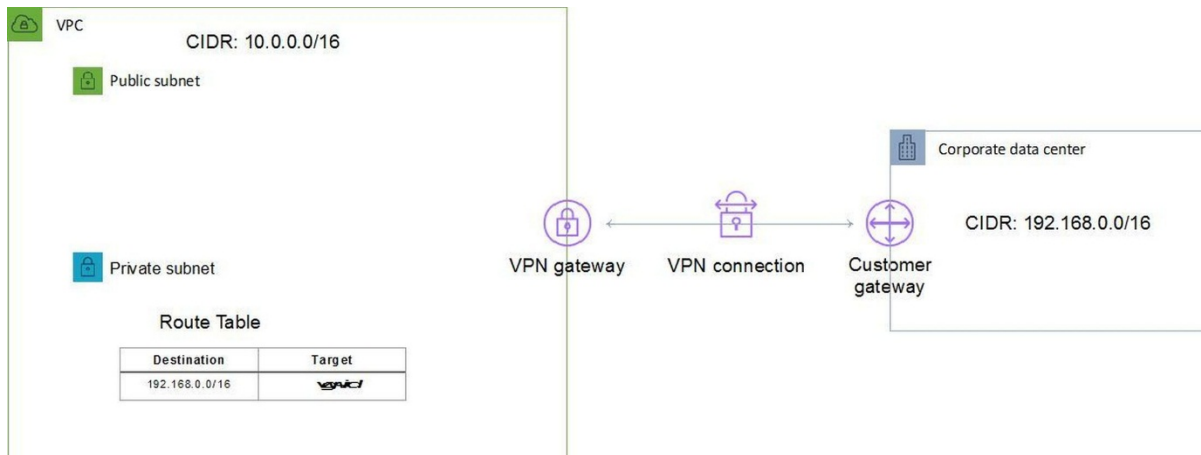 VPC
CIDR: 10.0.0.0/16
Public subnet
Corporate data center
CIDR: 192.168.0.0/16
VPN gateway
VPN connection
Customer
gateway
Private subnet
Route Table
Destination Target
192.168.0.0/16